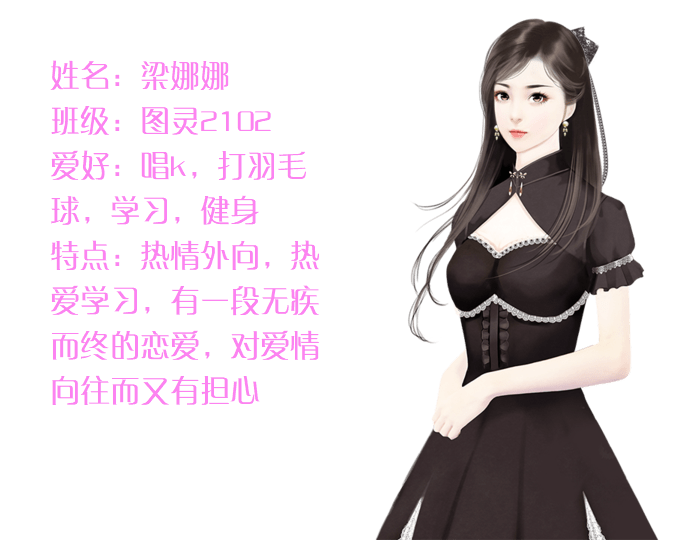 姓名：梁娜娜
班级：图灵2102
爱好：唱k，打羽毛
球，学习，健身
特点：热情外向，热
爱学习，有一段无疾
而终的恋爱，对爱情
向往而又有担心